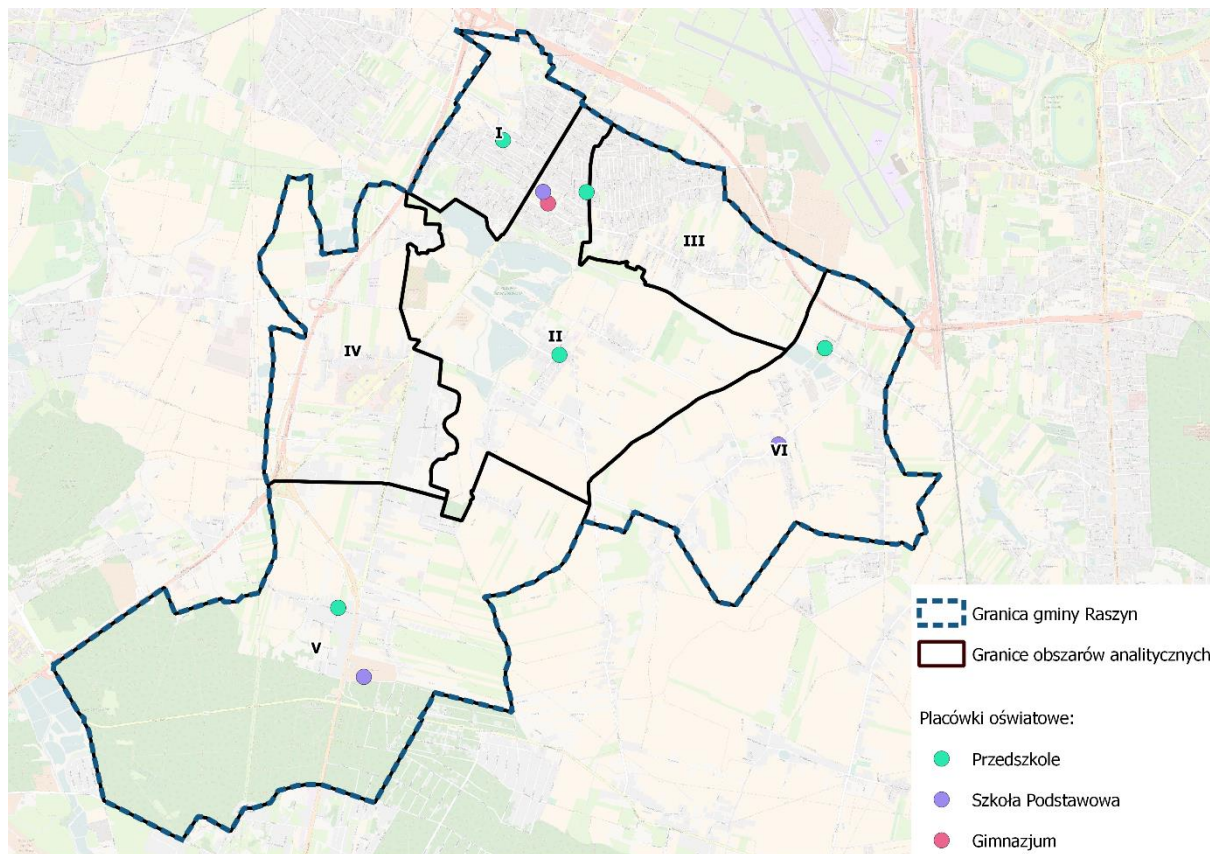 I
III
II
IV
VI
V
Granica gminy Raszyn
Granice obszarów analitycznych
Placówki oświatowe:
Przedszkole
Szkoła Podstawowa
Gimnazjum